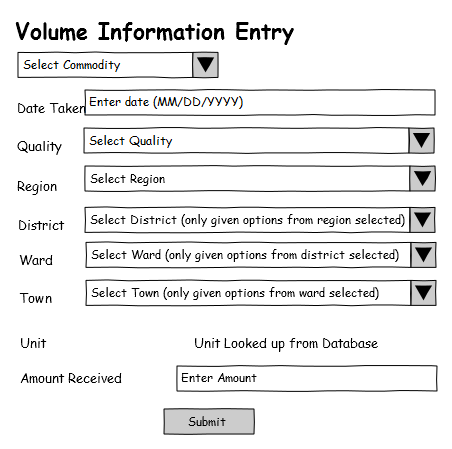 Volume Information Entry
Select Commodity
Date Taken Enter date (MM/DD/YYYY)
Quality Select Quality
Region Select Region
District Select District (only given options from region selected)
Ward Select Ward (only given options from district selected)
Town Select Town (only given options from ward selected)
Unit Unit Looked up from Database
Amount Received Enter Amount
Submit